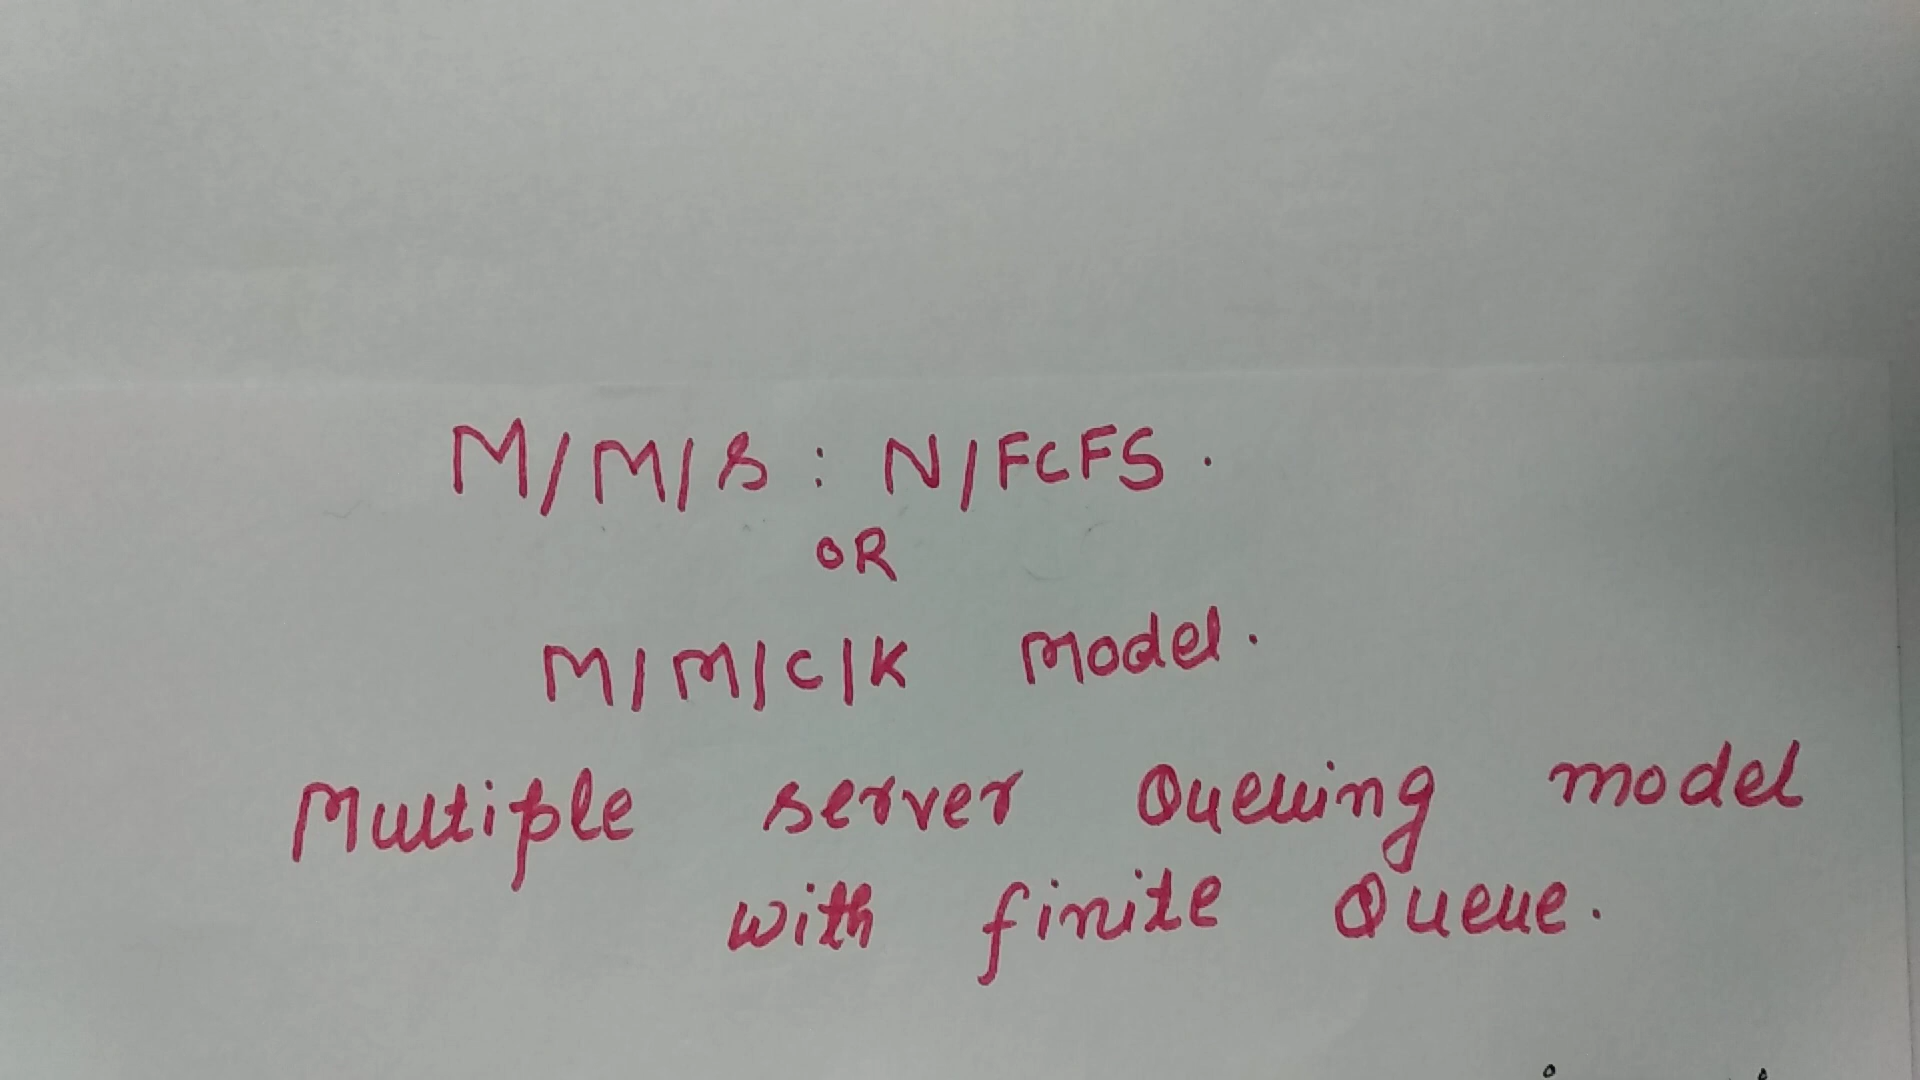 M/M/s : N/FCFS.
OR
M/M/C/K Model.
Multiple server Queuing model
with finite Queue.